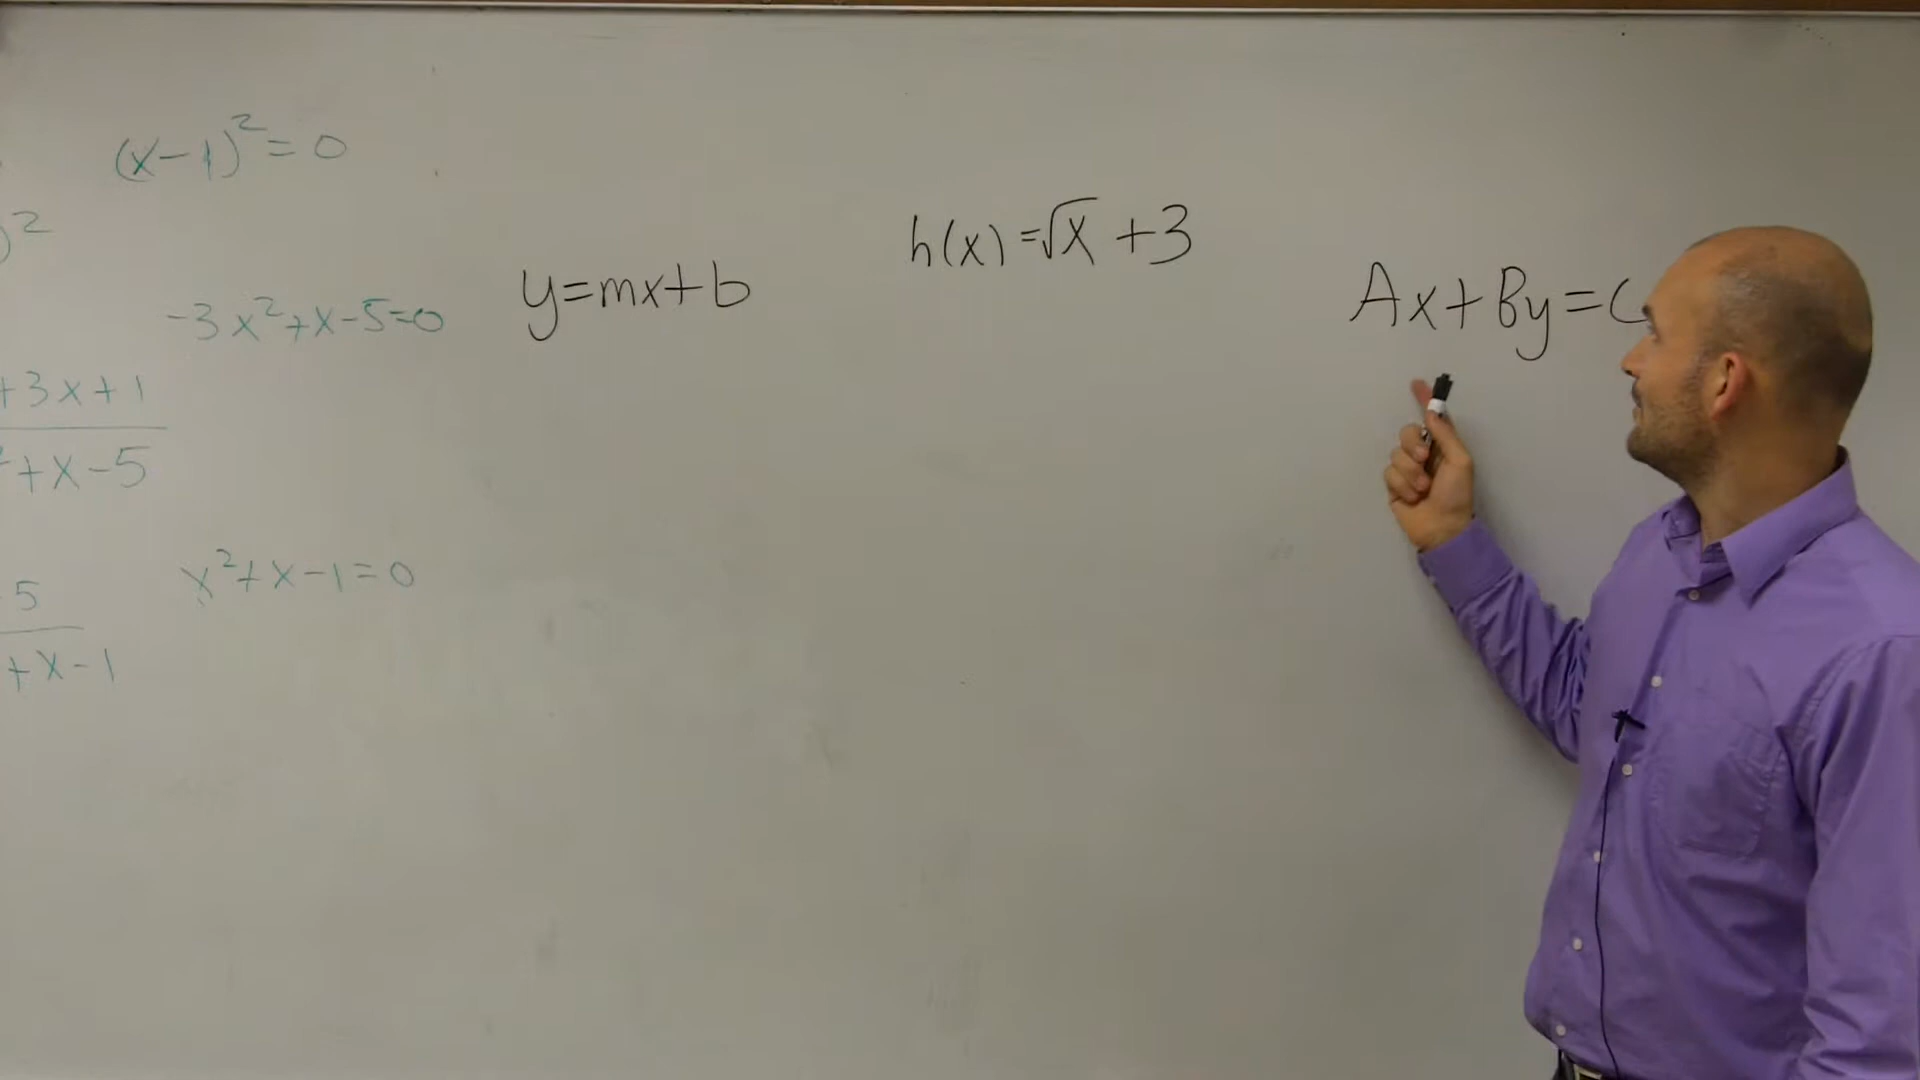 (x-1)² = 0
)²
-3x²+x-5=0
+3x+1
+x-5
x²+x-1=0
5
+x-1
y=mx+b
h(x)=√x +3
Ax+By=C